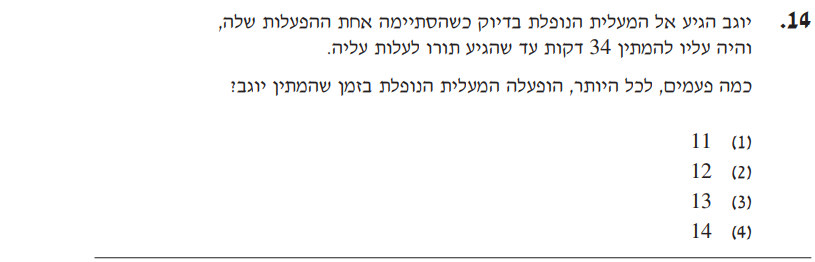 14. יוגב הגיע אל המעלית הנופלת בדיוק כשהסתיימה אחת ההפעלות שלה,
והיה עליו להמתין 34 דקות עד שהגיע תורו לעלות עליה.
כמה פעמים, לכל היותר, הופעלה המעלית הנופלת בזמן שהמתין יוגב?
(1) 11
(2) 12
(3) 13
(4) 14